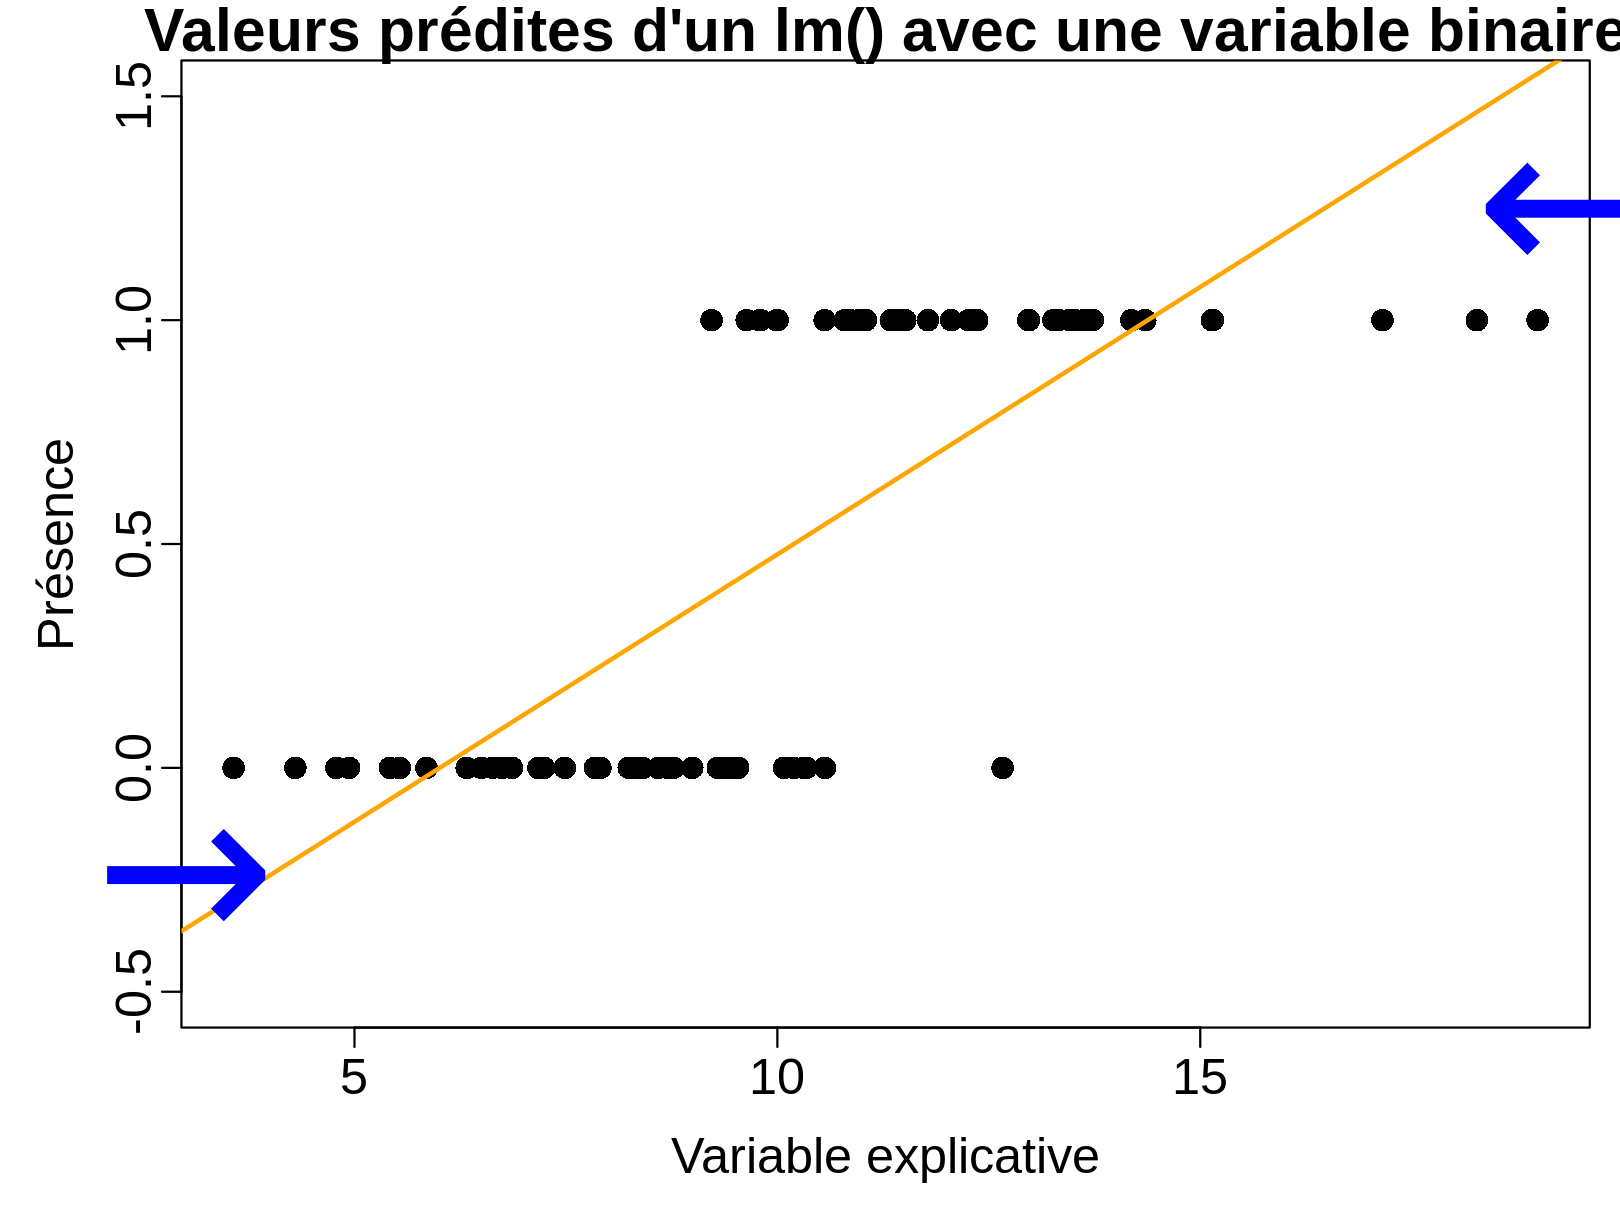 Valeurs prédites d'un lm() avec une variable binaire
1.5
1.0
0.5
0.0
-0.5
Présence
5 10 15
Variable explicative